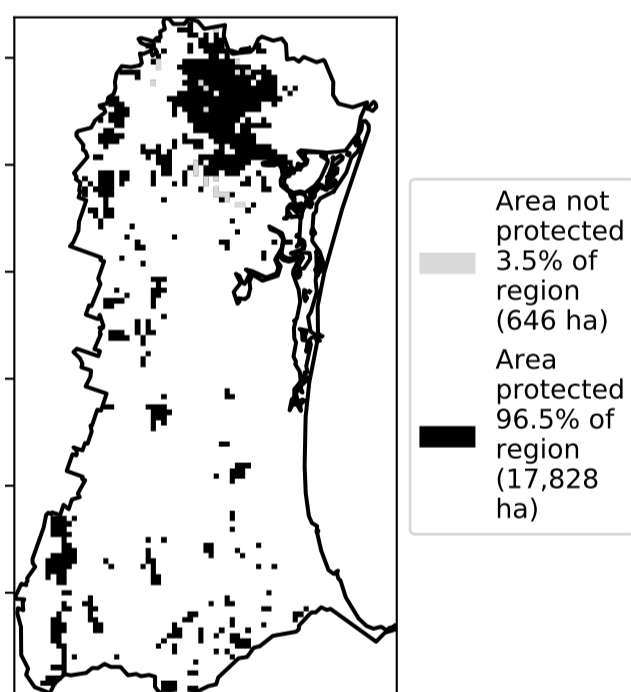 Area not
protected
3.5% of
region
(646 ha)
Area
protected
96.5% of
region
(17,828
ha)